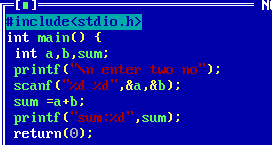 #include<stdio.h>
int main() {
int a,b,sum;
printf("\n enter two no");
scanf("%d %d",&a,&b);
sum =a+b;
printf("sum:%d",sum);
return(0);